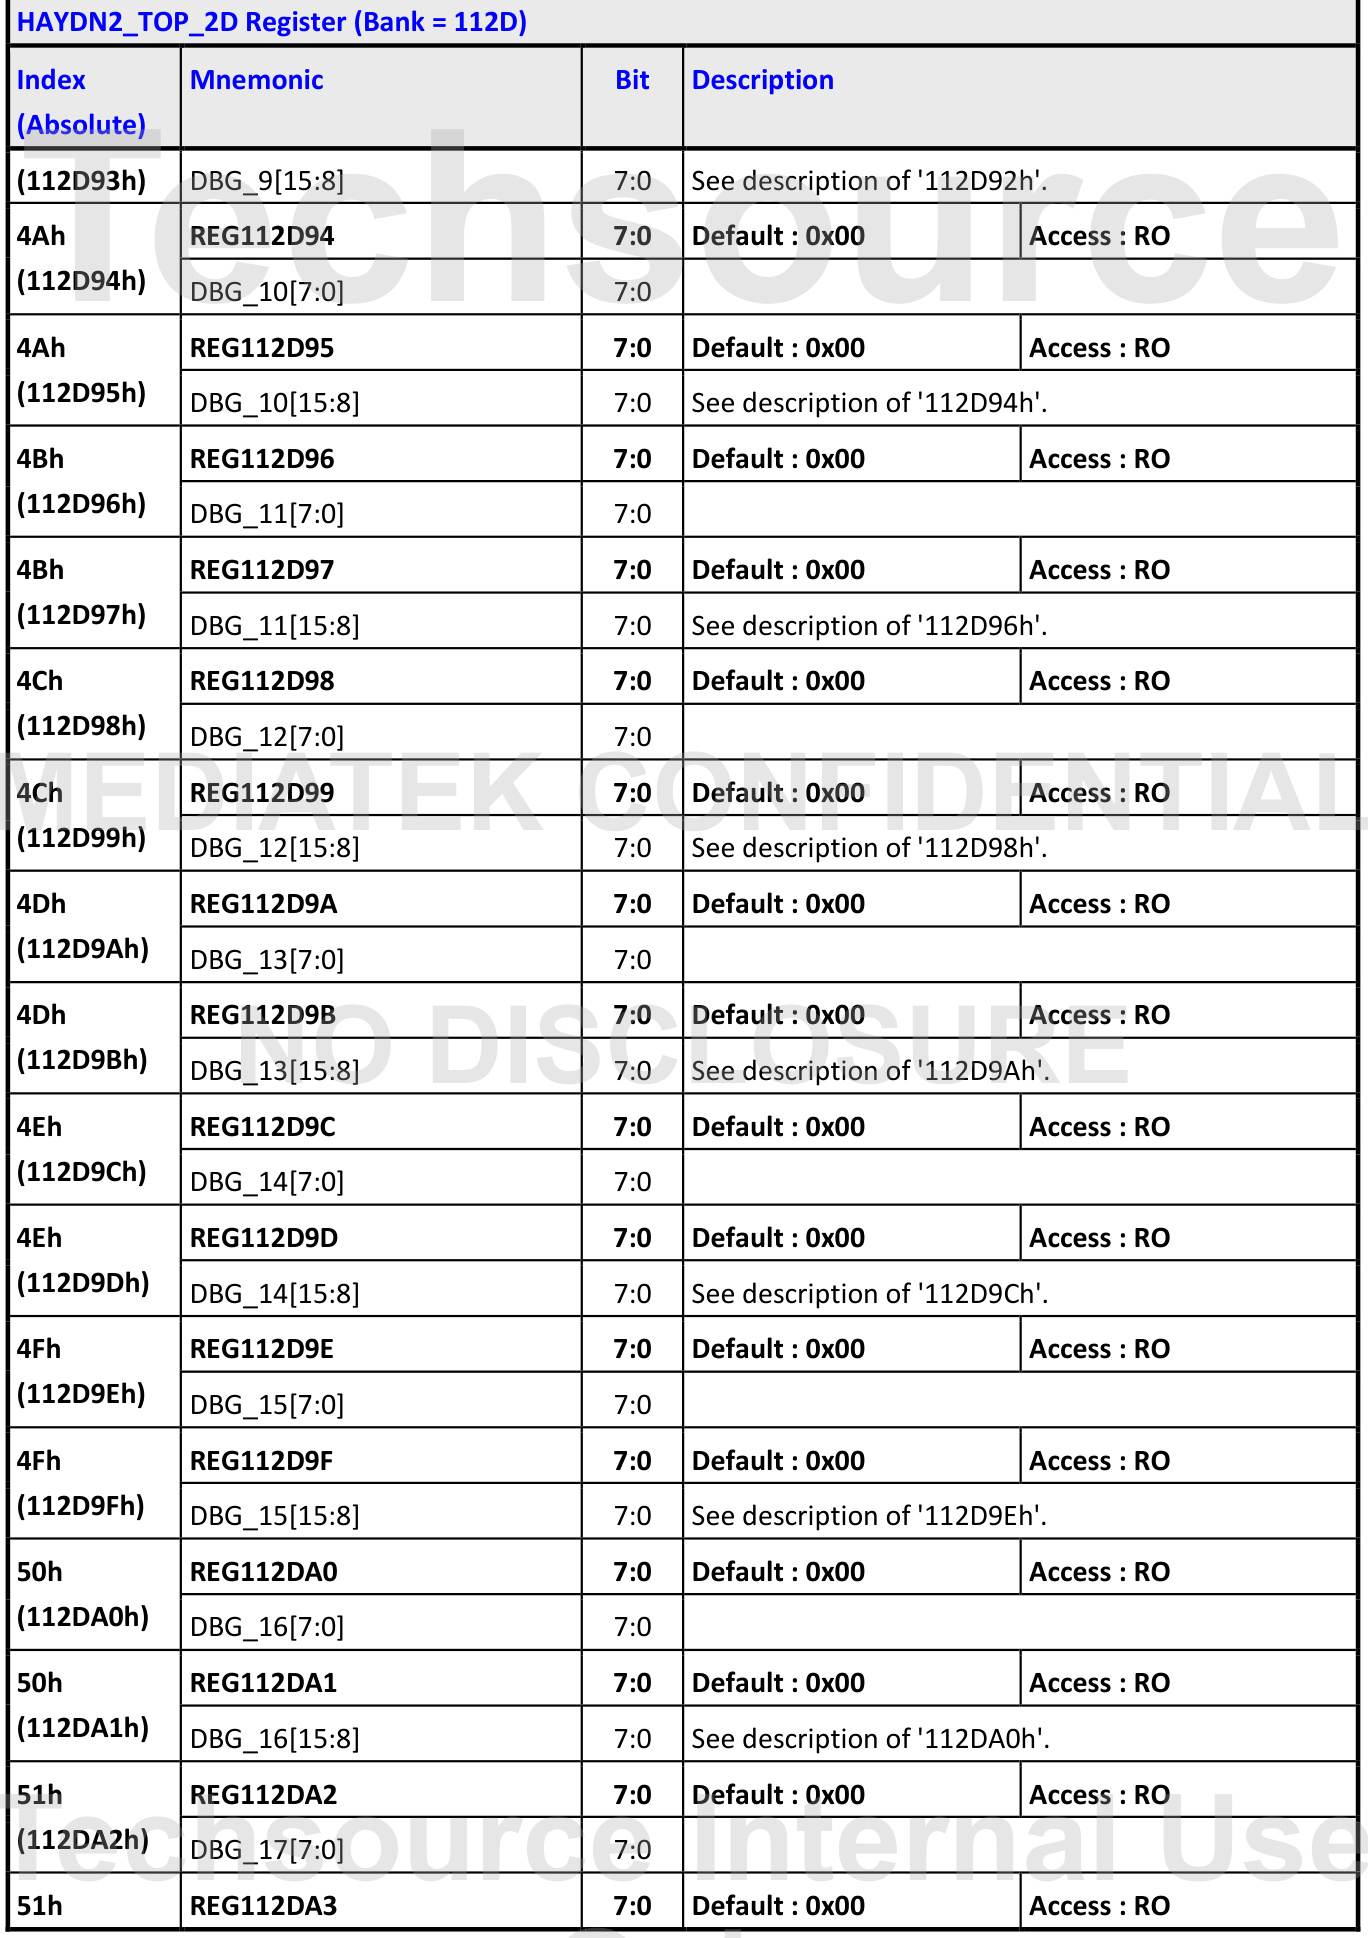 HAYDN2_TOP_2D Register (Bank = 112D)
Index (Absolute) Mnemonic Bit Description
(112D93h) DBG_9[15:8] 7:0 See description of '112D92h'.
4Ah REG112D94 7:0 Default : 0x00 Access : RO
(112D94h) DBG_10[7:0] 7:0
4Ah REG112D95 7:0 Default : 0x00 Access : RO
(112D95h) DBG_10[15:8] 7:0 See description of '112D94h'.
4Bh REG112D96 7:0 Default : 0x00 Access : RO
(112D96h) DBG_11[7:0] 7:0
4Bh REG112D97 7:0 Default : 0x00 Access : RO
(112D97h) DBG_11[15:8] 7:0 See description of '112D96h'.
4Ch REG112D98 7:0 Default : 0x00 Access : RO
(112D98h) DBG_12[7:0] 7:0
4Ch REG112D99 7:0 Default : 0x00 Access : RO
(112D99h) DBG_12[15:8] 7:0 See description of '112D98h'.
4Dh REG112D9A 7:0 Default : 0x00 Access : RO
(112D9Ah) DBG_13[7:0] 7:0
4Dh REG112D9B 7:0 Default : 0x00 Access : RO
(112D9Bh) DBG_13[15:8] 7:0 See description of '112D9Ah'.
4Eh REG112D9C 7:0 Default : 0x00 Access : RO
(112D9Ch) DBG_14[7:0] 7:0
4Eh REG112D9D 7:0 Default : 0x00 Access : RO
(112D9Dh) DBG_14[15:8] 7:0 See description of '112D9Ch'.
4Fh REG112D9E 7:0 Default : 0x00 Access : RO
(112D9Eh) DBG_15[7:0] 7:0
4Fh REG112D9F 7:0 Default : 0x00 Access : RO
(112D9Fh) DBG_15[15:8] 7:0 See description of '112D9Eh'.
50h REG112DA0 7:0 Default : 0x00 Access : RO
(112DA0h) DBG_16[7:0] 7:0
50h REG112DA1 7:0 Default : 0x00 Access : RO
(112DA1h) DBG_16[15:8] 7:0 See description of '112DA0h'.
51h REG112DA2 7:0 Default : 0x00 Access : RO
(112DA2h) DBG_17[7:0] 7:0
51h REG112DA3 7:0 Default : 0x00 Access : RO
Techsource
MEDIATEK CONFIDENTIAL
NO DISCLOSURE
Techsource Internal Use